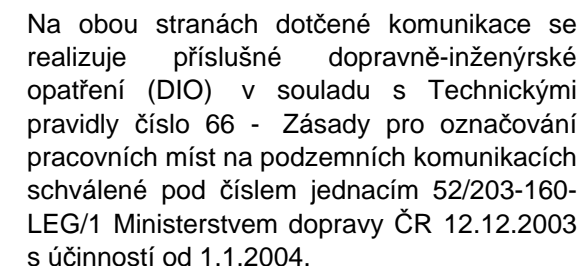 Na obou stranách dotčené komunikace se
realizuje příslušné dopravně-inženýrské
opatření (DIO) v souladu s Technickými
pravidly číslo 66 - Zásady pro označování
pracovních míst na podzemních komunikacích
schválené pod číslem jednacím 52/203-160-
LEG/1 Ministerstvem dopravy ČR 12.12.2003
s účinností od 1.1.2004.